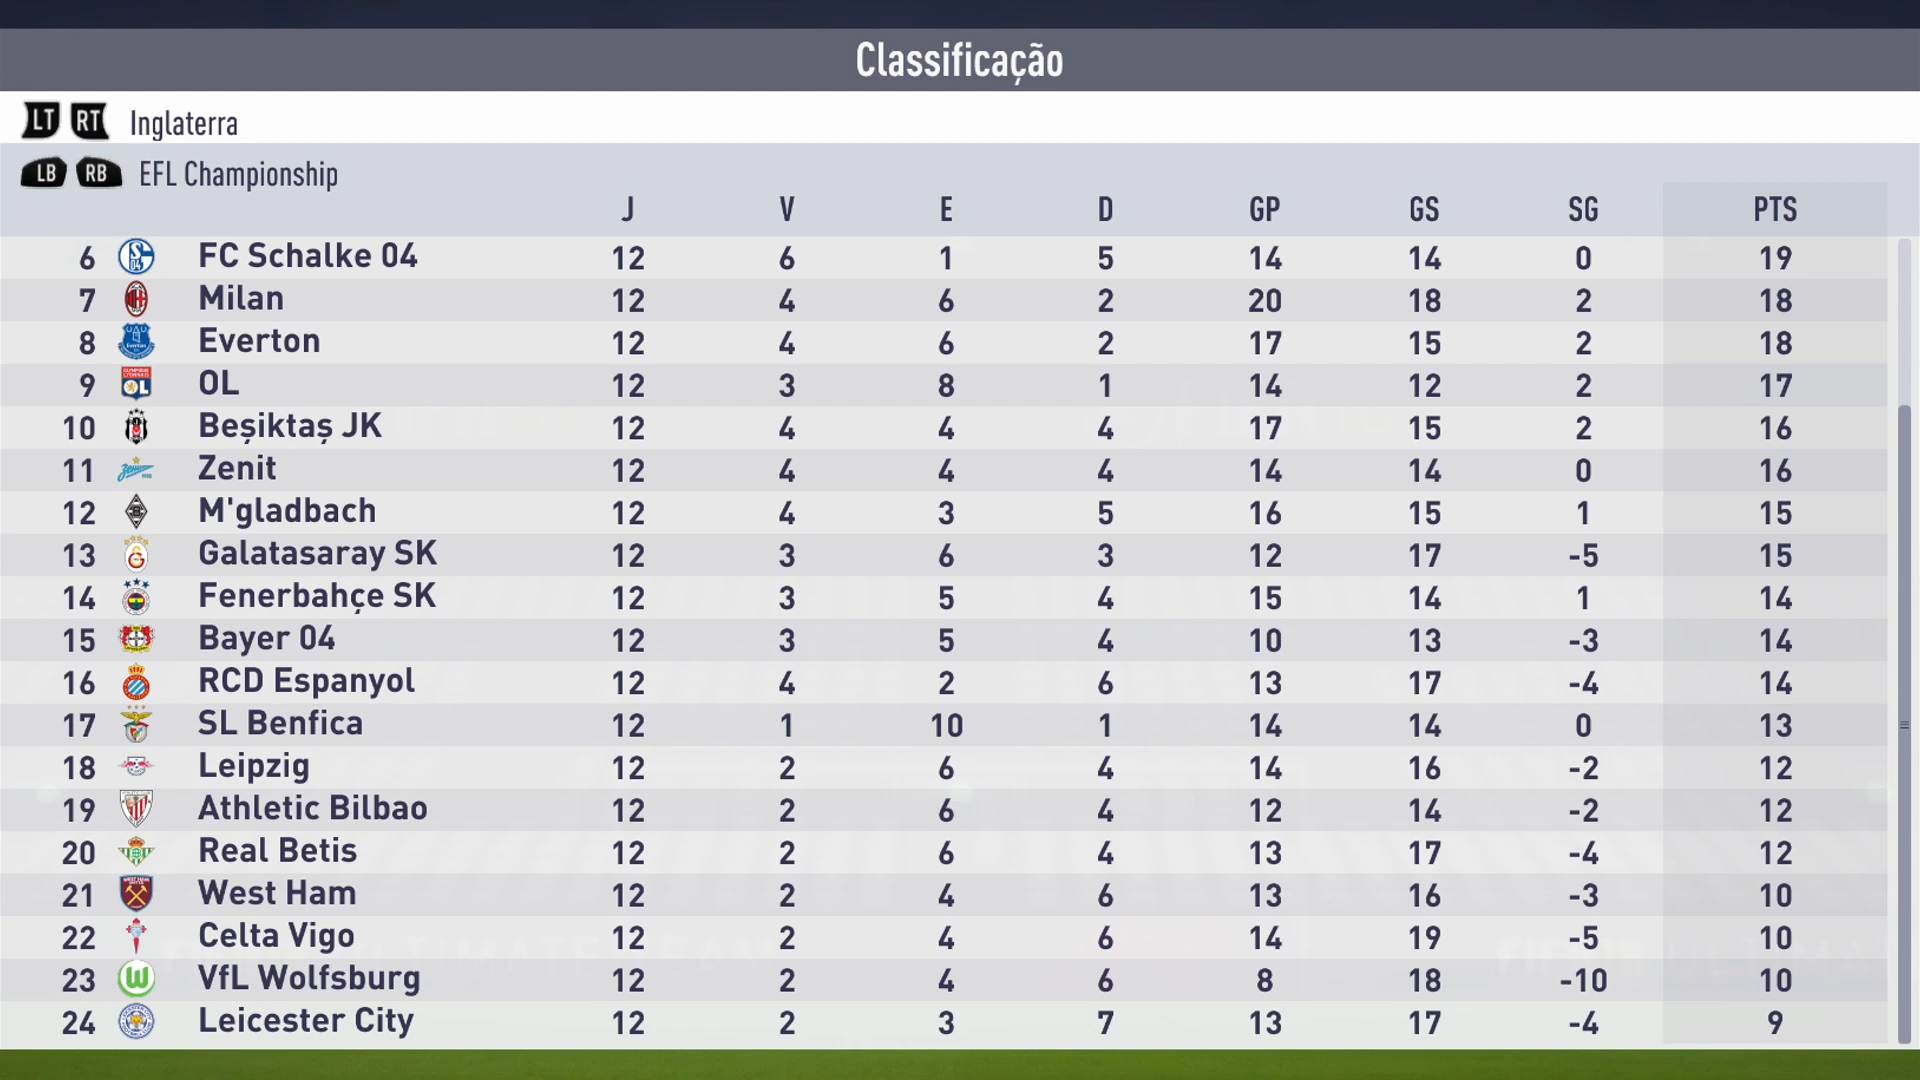 Classificação
LT RT Inglaterra
LB RB EFL Championship
J V E D GP GS SG PTS
6 FC Schalke 04 12 6 1 5 14 14 0 19
7 Milan 12 4 6 2 20 18 2 18
8 Everton 12 4 6 2 17 15 2 18
9 OL 12 3 8 1 14 12 2 17
10 Beşiktaş JK 12 4 4 4 17 15 2 16
11 Zenit 12 4 4 4 14 14 0 16
12 M'gladbach 12 4 3 5 16 15 1 15
13 Galatasaray SK 12 3 6 3 12 17 -5 15
14 Fenerbahçe SK 12 3 5 4 15 14 1 14
15 Bayer 04 12 3 5 4 10 13 -3 14
16 RCD Espanyol 12 4 2 6 13 17 -4 14
17 SL Benfica 12 1 10 1 14 14 0 13
18 Leipzig 12 2 6 4 14 16 -2 12
19 Athletic Bilbao 12 2 6 4 12 14 -2 12
20 Real Betis 12 2 6 4 13 17 -4 12
21 West Ham 12 2 4 6 13 16 -3 10
22 Celta Vigo 12 2 4 6 14 19 -5 10
23 VfL Wolfsburg 12 2 4 6 8 18 -10 10
24 Leicester City 12 2 3 7 13 17 -4 9